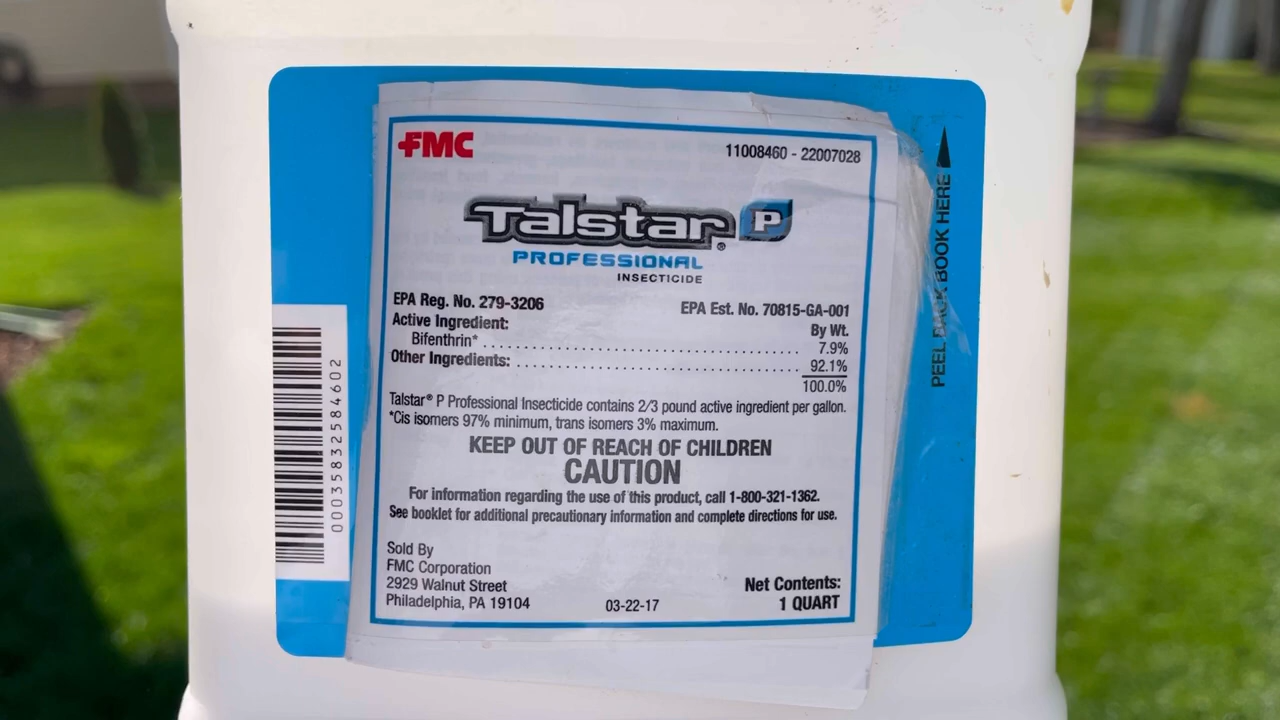 FMC
11008460 - 22007028
Talstar® P
PROFESSIONAL
INSECTICIDE
EPA Reg. No. 279-3206
EPA Est. No. 70815-GA-001
Active Ingredient:
By Wt.
Bifenthrin* ........................................ 7.9%
Other Ingredients: ........................................ 92.1%
100.0%
Talstar® P Professional Insecticide contains 2/3 pound active ingredient per gallon.
*Cis isomers 97% minimum, trans isomers 3% maximum.
KEEP OUT OF REACH OF CHILDREN
CAUTION
For information regarding the use of this product, call 1-800-321-1362.
See booklet for additional precautionary information and complete directions for use.
Sold By
FMC Corporation
2929 Walnut Street
Philadelphia, PA 19104
03-22-17
Net Contents:
1 QUART
PEEL BACK BOOK HERE
000358325 84602